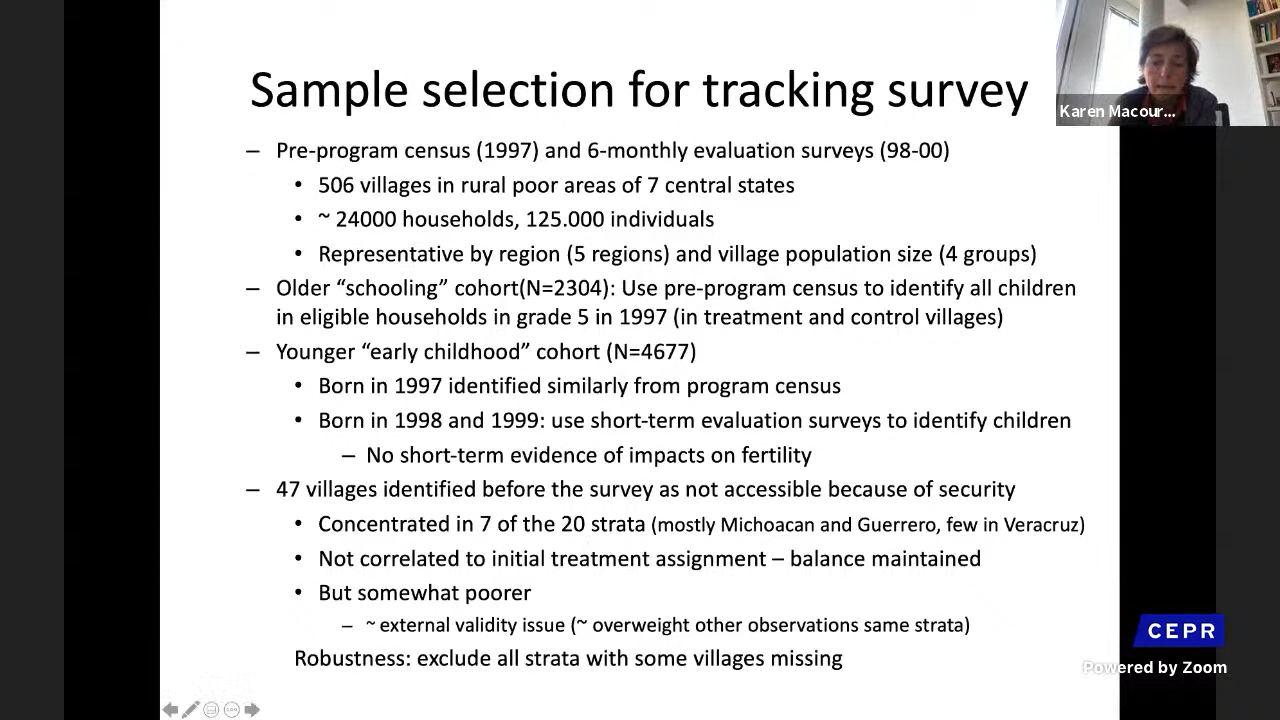 Sample selection for tracking survey
Karen Macour...
– Pre-program census (1997) and 6-monthly evaluation surveys (98-00)
• 506 villages in rural poor areas of 7 central states
• ~ 24000 households, 125.000 individuals
• Representative by region (5 regions) and village population size (4 groups)
– Older “schooling” cohort(N=2304): Use pre-program census to identify all children
in eligible households in grade 5 in 1997 (in treatment and control villages)
– Younger “early childhood” cohort (N=4677)
• Born in 1997 identified similarly from program census
• Born in 1998 and 1999: use short-term evaluation surveys to identify children
– No short-term evidence of impacts on fertility
– 47 villages identified before the survey as not accessible because of security
• Concentrated in 7 of the 20 strata (mostly Michoacan and Guerrero, few in Veracruz)
• Not correlated to initial treatment assignment – balance maintained
• But somewhat poorer
– ~ external validity issue (~ overweight other observations same strata)
Robustness: exclude all strata with some villages missing
CEPR
Powered by Zoom